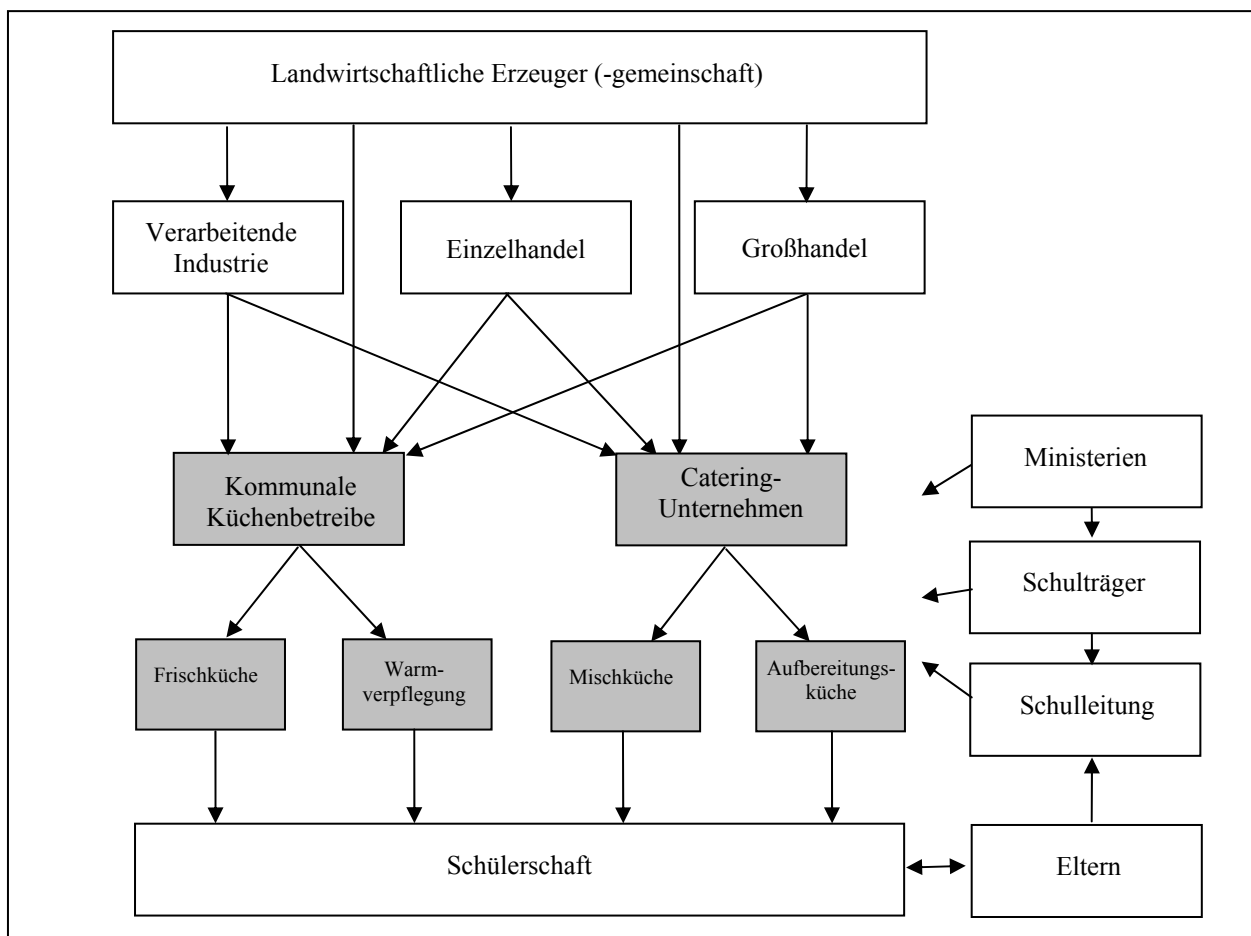 Landwirtschaftliche Erzeuger (-gemeinschaft)
Verarbeitende
Industrie
Einzelhandel
Großhandel
Kommunale
Küchenbetreibe
Catering-
Unternehmen
Ministerien
Schulträger
Frischküche
Warm-
verpflegung
Mischküche
Aufbereitungs-
küche
Schulleitung
Schülerschaft
Eltern